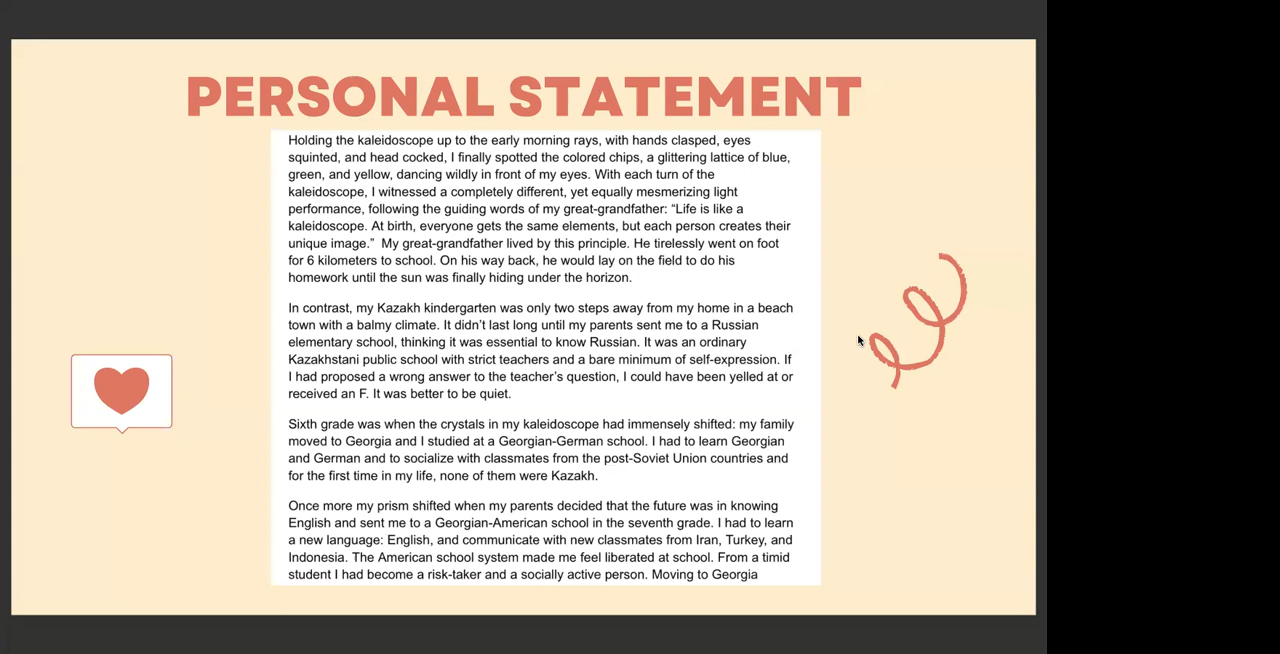 PERSONAL STATEMENT
Holding the kaleidoscope up to the early morning rays, with hands clasped, eyes
squinted, and head cocked, I finally spotted the colored chips, a glittering lattice of blue,
green, and yellow, dancing wildly in front of my eyes. With each turn of the
kaleidoscope, I witnessed a completely different, yet equally mesmerizing light
performance, following the guiding words of my great-grandfather: “Life is like a
kaleidoscope. At birth, everyone gets the same elements, but each person creates their
unique image.”  My great-grandfather lived by this principle. He tirelessly went on foot
for 6 kilometers to school. On his way back, he would lay on the field to do his
homework until the sun was finally hiding under the horizon.
In contrast, my Kazakh kindergarten was only two steps away from my home in a beach
town with a balmy climate. It didn’t last long until my parents sent me to a Russian
elementary school, thinking it was essential to know Russian. It was an ordinary
Kazakhstani public school with strict teachers and a bare minimum of self-expression. If
I had proposed a wrong answer to the teacher’s question, I could have been yelled at or
received an F. It was better to be quiet.
Sixth grade was when the crystals in my kaleidoscope had immensely shifted: my family
moved to Georgia and I studied at a Georgian-German school. I had to learn Georgian
and German and to socialize with classmates from the post-Soviet Union countries and
for the first time in my life, none of them were Kazakh.
Once more my prism shifted when my parents decided that the future was in knowing
English and sent me to a Georgian-American school in the seventh grade. I had to learn
a new language: English, and communicate with new classmates from Iran, Turkey, and
Indonesia. The American school system made me feel liberated at school. From a timid
student I had become a risk-taker and a socially active person. Moving to Georgia